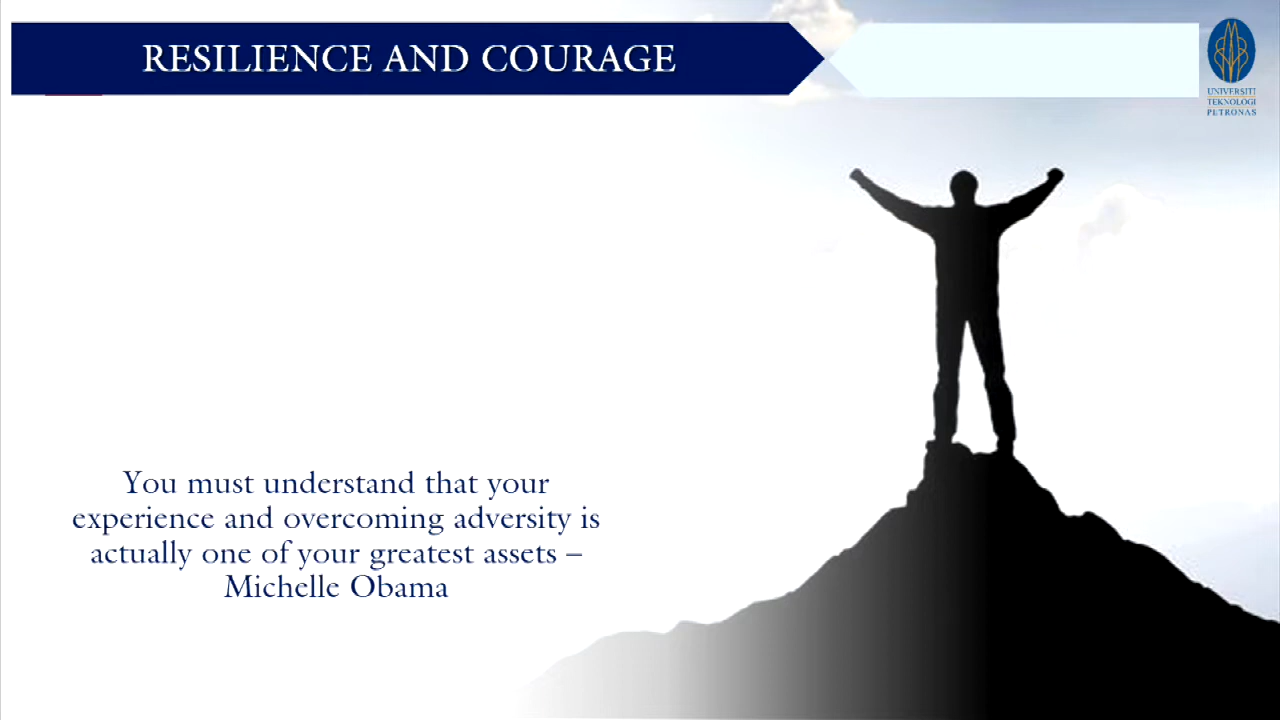 RESILIENCE AND COURAGE
UNIVERSITI
TEKNOLOGI
PETRONAS
You must understand that your
experience and overcoming adversity is
actually one of your greatest assets –
Michelle Obama